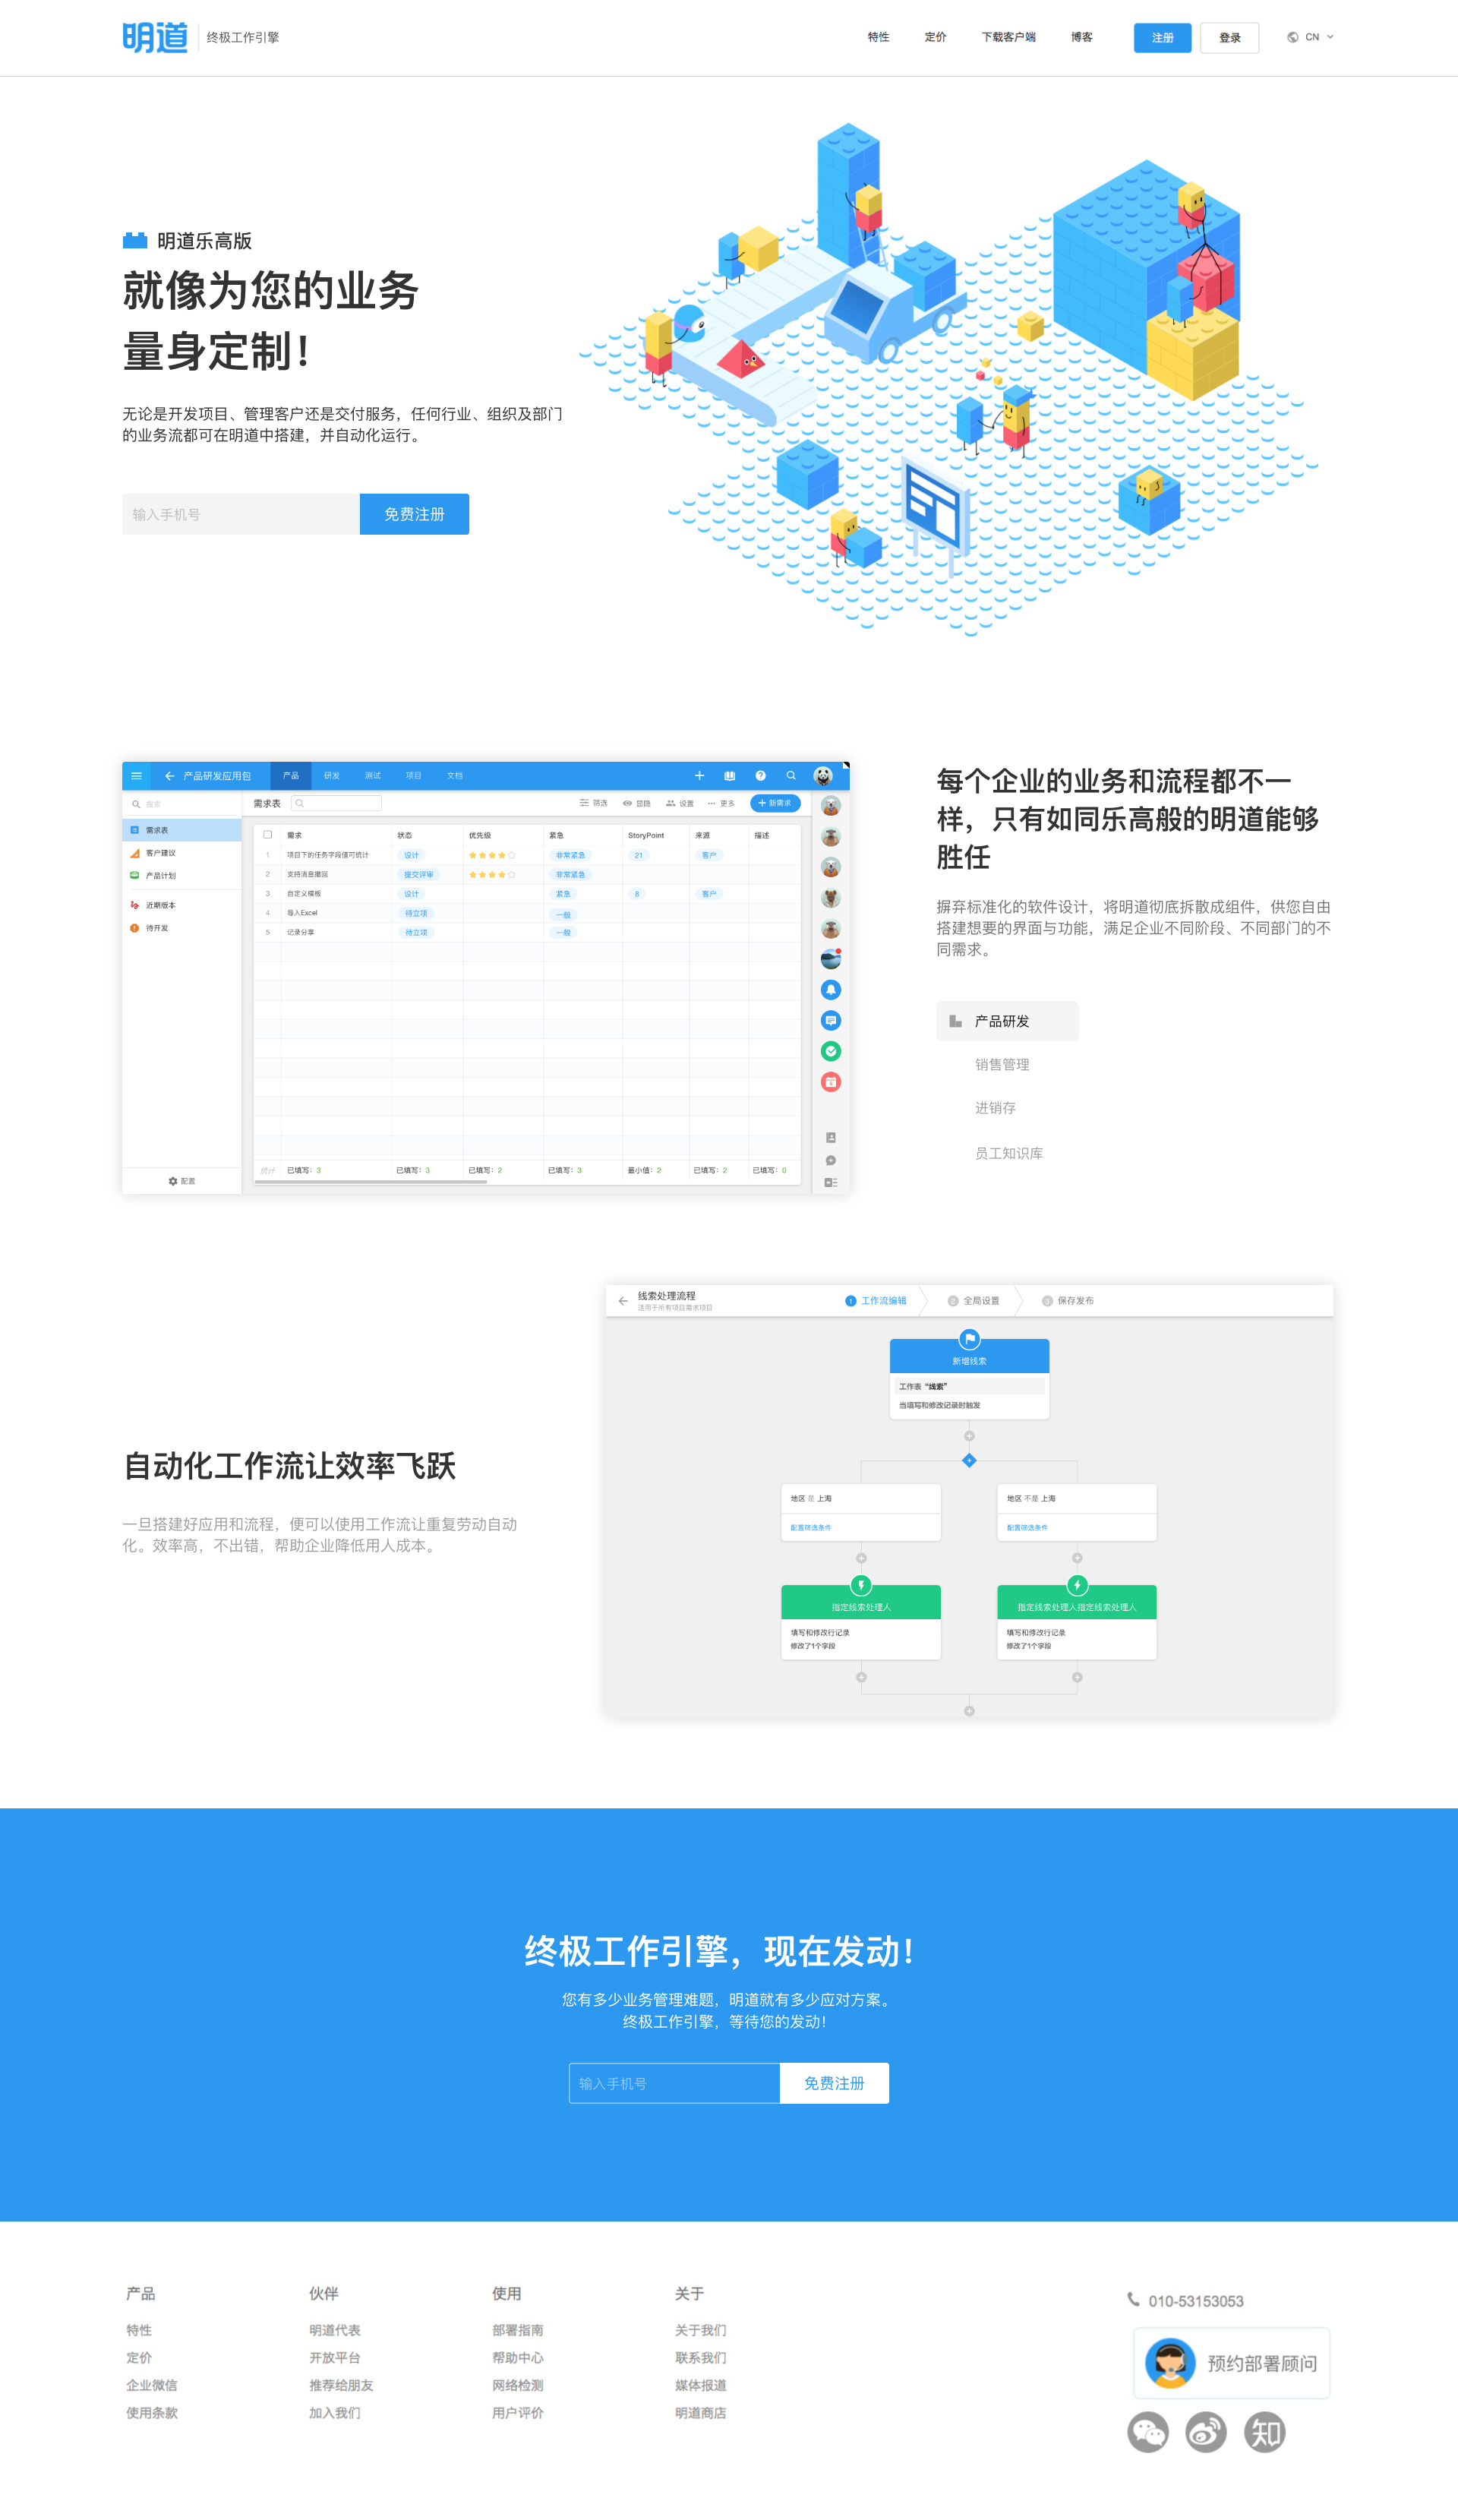 明道 终极工作引擎
特性 定价 下载客户端 博客 注册 登录 CN
明道乐高版
就像为您的业务
量身定制！
无论是开发项目、管理客户还是交付服务，任何行业、组织及部门
的业务流都可在明道中搭建，并自动化运行。
输入手机号 免费注册
产品研发应用包 产品 研发 测试 项目 文档
搜索
需求表
客户建议
产品计划
近期版本
待开发
配置
需求表 筛选 显隐 设置 更多 新需求
需求 状态 优先级 紧急 StoryPoint 来源 描述
1 项目下的任务字段值可统计 设计 非常紧急 21 客户
2 支持消息撤回 提交评审 非常紧急
3 自定义模板 设计 紧急 8 客户
4 导入Excel 待立项 一般
5 记录分享 待立项 一般
统计 已填写：3 已填写：3 已填写：2 已填写：3 最小值：2 已填写：2 已填写：0
每个企业的业务和流程都不一
样，只有如同乐高般的明道能够
胜任
摒弃标准化的软件设计，将明道彻底拆散成组件，供您自由
搭建想要的界面与功能，满足企业不同阶段、不同部门的不
同需求。
产品研发
销售管理
进销存
员工知识库
自动化工作流让效率飞跃
一旦搭建好应用和流程，便可以使用工作流让重复劳动自动
化。效率高，不出错，帮助企业降低用人成本。
线索处理流程
适用于所有项目需求项目
1 工作流编辑 2 全局设置 3 保存发布
新增线索
工作表 “线索”
当填写和修改记录时触发
地区 是 上海
配置筛选条件
地区 不是 上海
配置筛选条件
指定线索处理人
填写和修改行记录
修改了1个字段
指定线索处理人指定线索处理人
填写和修改行记录
修改了1个字段
终极工作引擎，现在发动！
您有多少业务管理难题，明道就有多少应对方案。
终极工作引擎，等待您的发动！
输入手机号 免费注册
产品
特性
定价
企业微信
使用条款
伙伴
明道代表
开放平台
推荐给朋友
加入我们
使用
部署指南
帮助中心
网络检测
用户评价
关于
关于我们
联系我们
媒体报道
明道商店
010-53153053
预约部署顾问
知